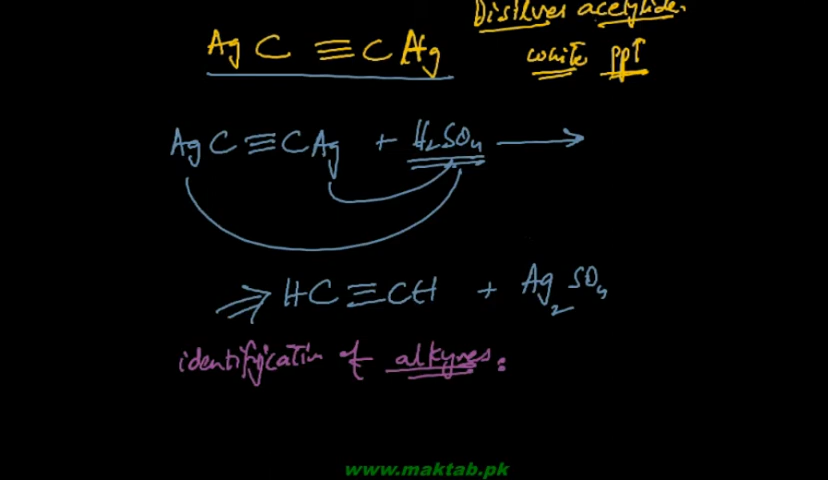 Disilver acetylide.
AgC≡CAg
white ppt
AgC≡CAg + H₂SO₄ ⟶
⇒ HC≡CH + Ag₂SO₄
identification of alkynes:
www.maktab.pk